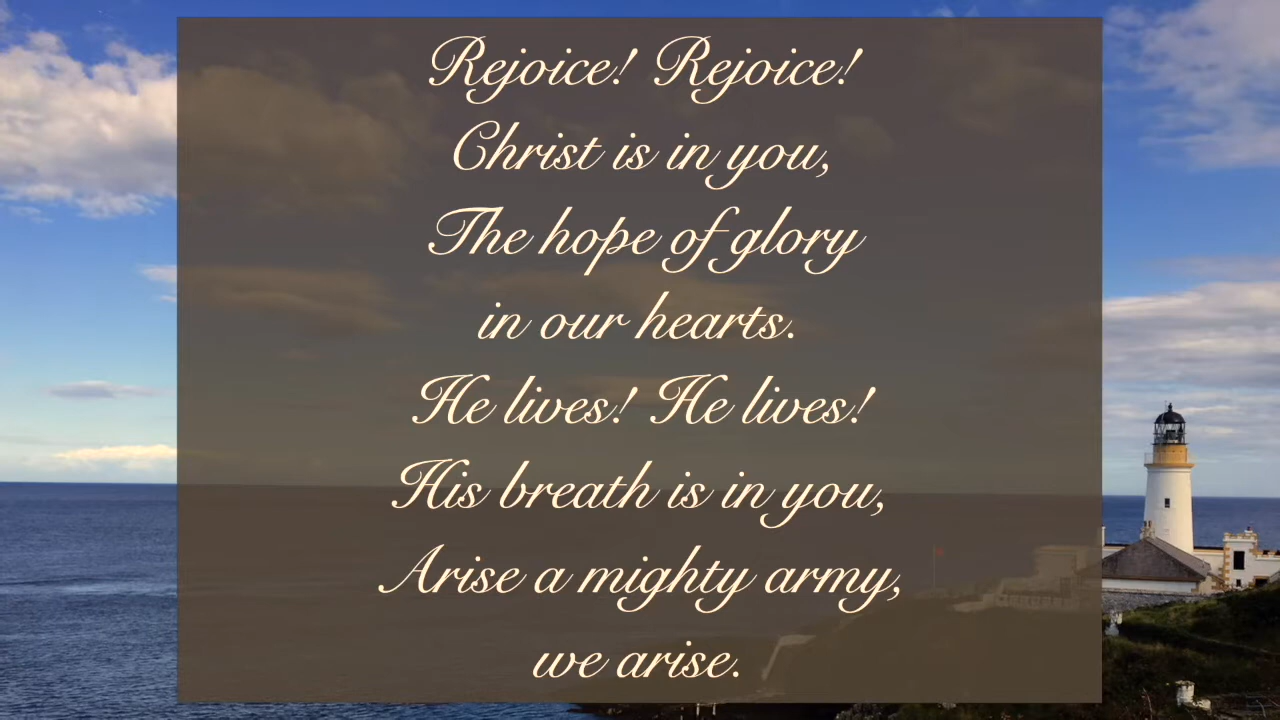 Rejoice! Rejoice!
Christ is in you,
The hope of glory
in our hearts.
He lives! He lives!
His breath is in you,
Arise a mighty army,
we arise.